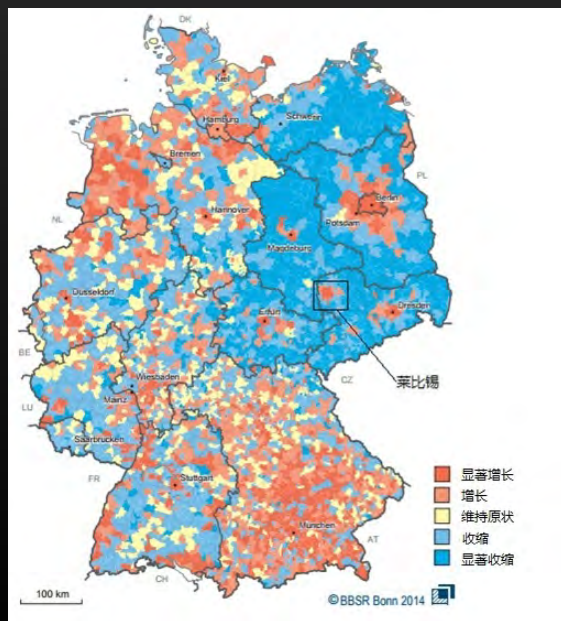 DK
Kiel
Schwerin
Hamburg
Bremen
PL
Berlin
NL
Hannover
Potsdam
Magdeburg
Düsseldorf
Dresden
Erfurt
BE
莱比锡
CZ
Wiesbaden
LU
Mainz
Saarbrücken
FR
Stuttgart
显著增长
增长
维持原状
AT
收缩
München
显著收缩
CH
100 km
©BBSR Bonn 2014